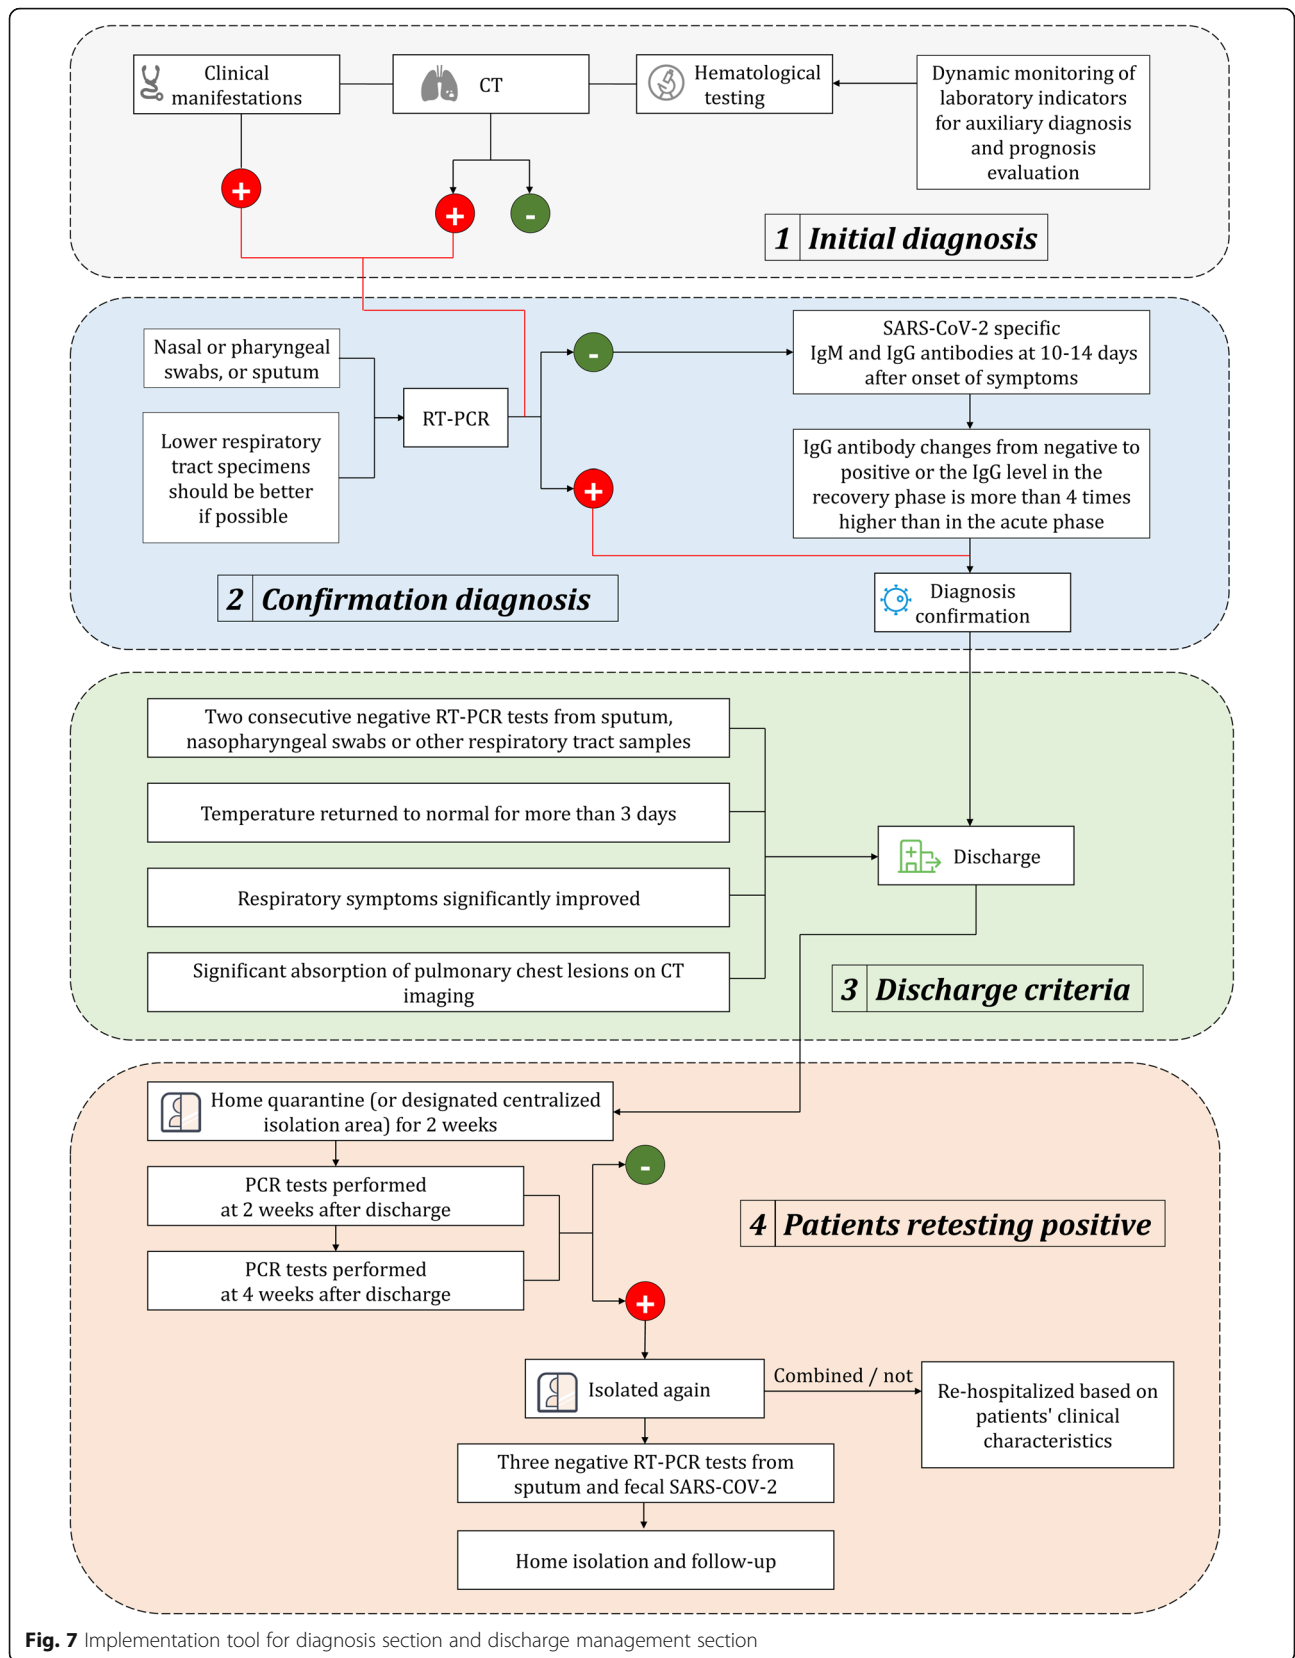 Clinical
manifestations
CT
Hematological
testing
Dynamic monitoring of
laboratory indicators
for auxiliary diagnosis
and prognosis
evaluation
+
+
-
1 Initial diagnosis
Nasal or pharyngeal
swabs, or sputum
Lower respiratory
tract specimens
should be better
if possible
RT-PCR
-
+
SARS-CoV-2 specific
IgM and IgG antibodies at 10-14 days
after onset of symptoms
IgG antibody changes from negative to
positive or the IgG level in the
recovery phase is more than 4 times
higher than in the acute phase
2 Confirmation diagnosis
Diagnosis
confirmation
Two consecutive negative RT-PCR tests from sputum,
nasopharyngeal swabs or other respiratory tract samples
Temperature returned to normal for more than 3 days
Respiratory symptoms significantly improved
Significant absorption of pulmonary chest lesions on CT
imaging
Discharge
3 Discharge criteria
Home quarantine (or designated centralized
isolation area) for 2 weeks
PCR tests performed
at 2 weeks after discharge
PCR tests performed
at 4 weeks after discharge
-
+
4 Patients retesting positive
Isolated again
Combined / not
Re-hospitalized based on
patients' clinical
characteristics
Three negative RT-PCR tests from
sputum and fecal SARS-COV-2
Home isolation and follow-up
Fig. 7 Implementation tool for diagnosis section and discharge management section